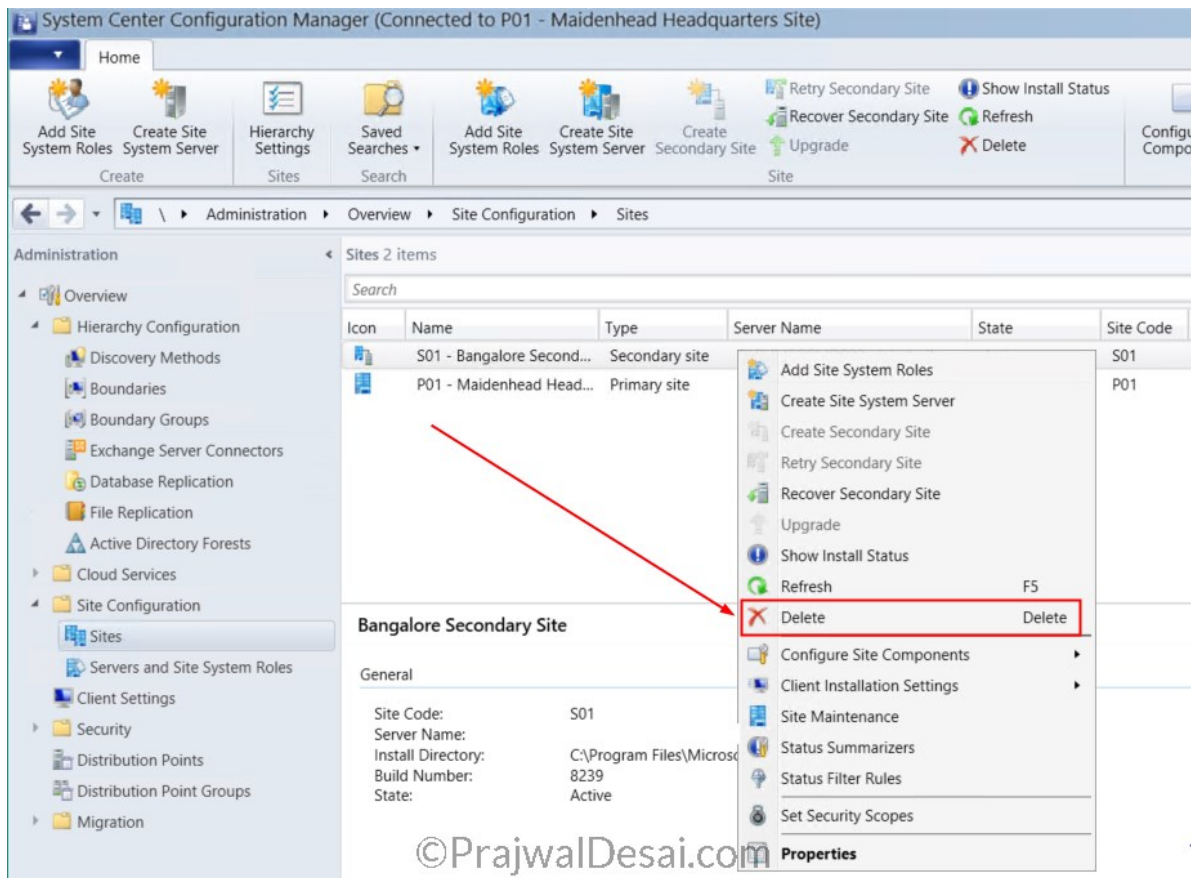 System Center Configuration Manager (Connected to P01 - Maidenhead Headquarters Site)
Home
Add Site System Roles
Create Site System Server
Create
Hierarchy Settings
Sites
Saved Searches
Search
Add Site System Roles
Create Site System Server
Create Secondary Site
Retry Secondary Site
Recover Secondary Site
Upgrade
Show Install Status
Refresh
Delete
Site
\ Administration Overview Site Configuration Sites
Administration
Overview
Hierarchy Configuration
Discovery Methods
Boundaries
Boundary Groups
Exchange Server Connectors
Database Replication
File Replication
Active Directory Forests
Cloud Services
Site Configuration
Sites
Servers and Site System Roles
Client Settings
Security
Distribution Points
Distribution Point Groups
Migration
Sites 2 items
Search
Icon Name Type Server Name State Site Code
S01 - Bangalore Second... Secondary site S01
P01 - Maidenhead Head... Primary site P01
Add Site System Roles
Create Site System Server
Create Secondary Site
Retry Secondary Site
Recover Secondary Site
Upgrade
Show Install Status
Refresh F5
Delete Delete
Configure Site Components
Client Installation Settings
Site Maintenance
Status Summarizers
Status Filter Rules
Set Security Scopes
Properties
Bangalore Secondary Site
General
Site Code: S01
Server Name:
Install Directory: C:\Program Files\
Build Number: 8239
State: Active
©PrajwalDesai.com